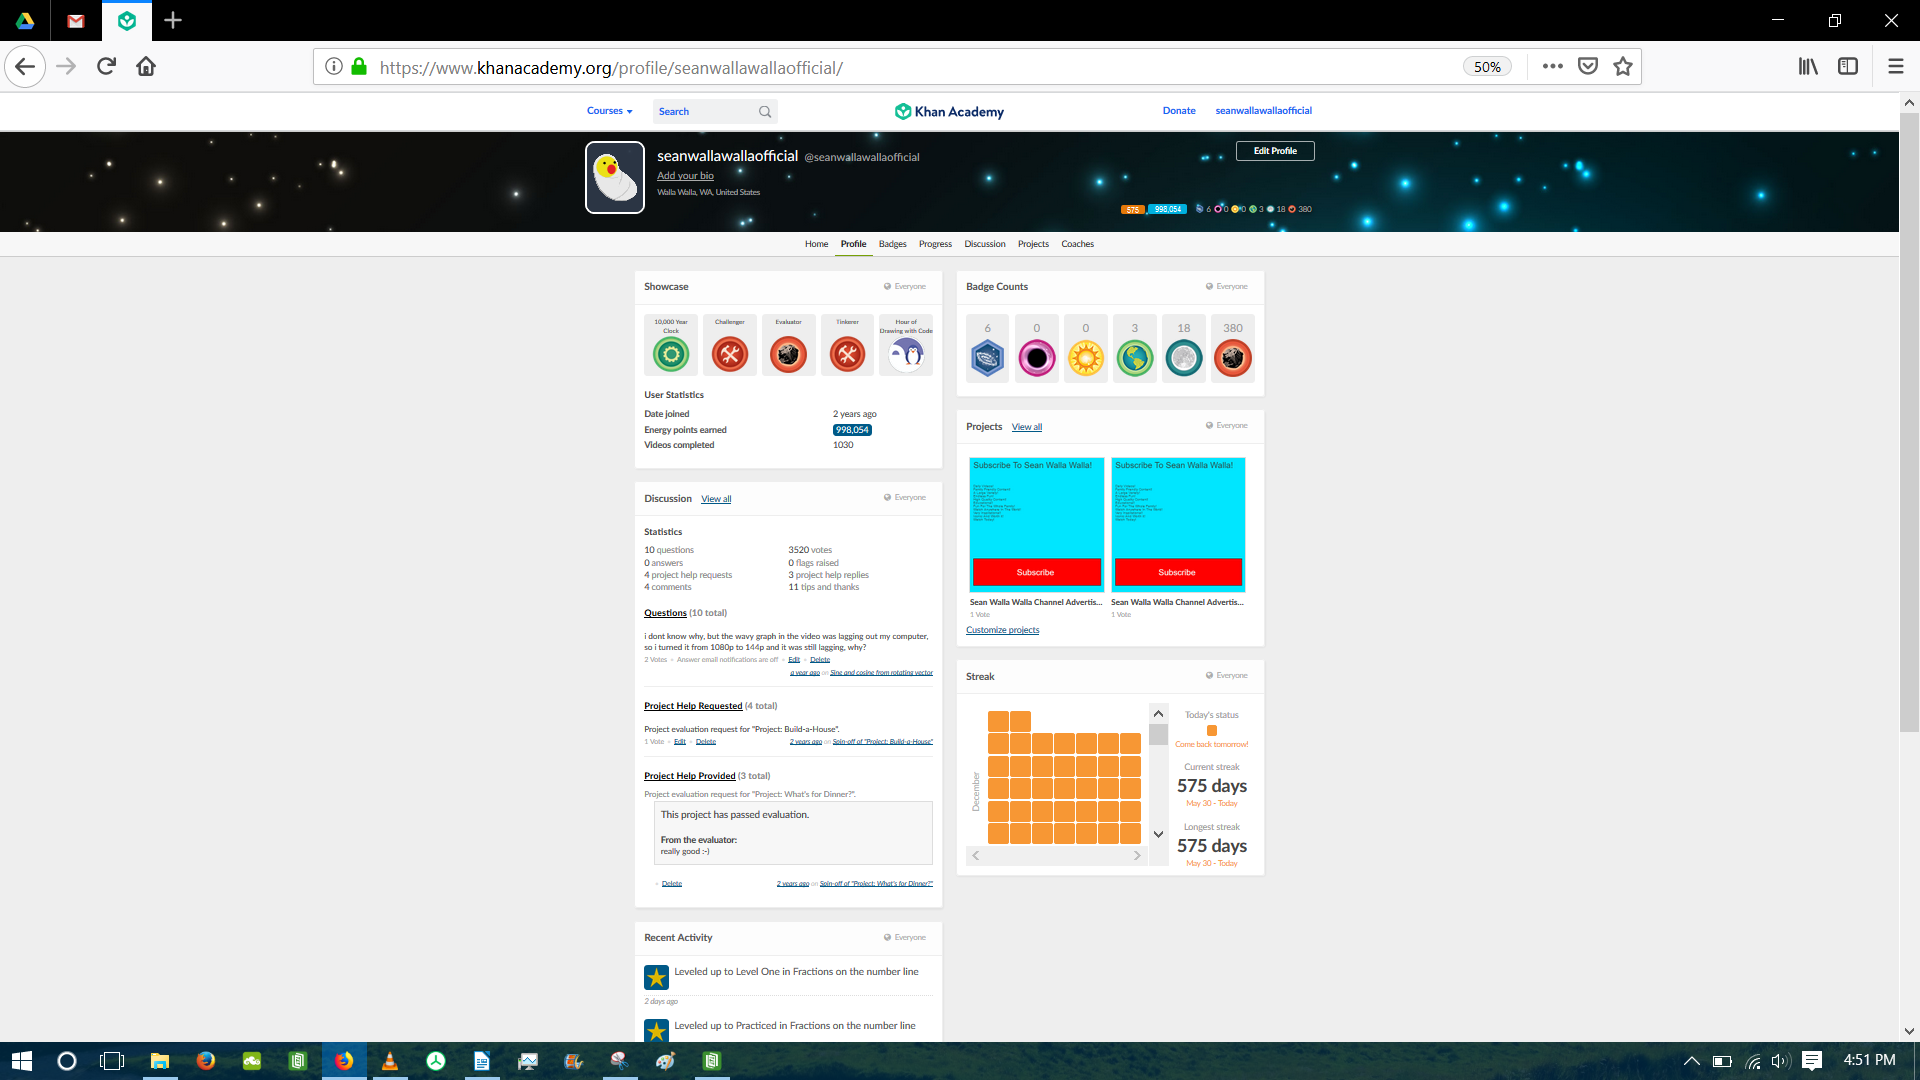 https://www.khanacademy.org/profile/seanwallawallaofficial/
50%
Courses
Search
Khan Academy
Donate
seanwallawallaofficial
seanwallawallaofficial @seanwallawallaofficial
Edit Profile
Add your bio
Walla Walla, WA, United States
575 998,054 6 0 0 3 18 380
Home Profile Badges Progress Discussion Projects Coaches
Showcase
Everyone
10,000 Year
Clock
Challenger
Evaluator
Tinkerer
Hour of
Drawing with Code
User Statistics
Date joined 2 years ago
Energy points earned 998,054
Videos completed 1030
Badge Counts
Everyone
6 0 0 3 18 380
Projects View all
Everyone
Subscribe To Sean Walla Walla!
Subscribe
Sean Walla Walla Channel Advertis...
1 Vote
Subscribe To Sean Walla Walla!
Subscribe
Sean Walla Walla Channel Advertis...
1 Vote
Customize projects
Discussion View all
Everyone
Statistics
10 questions 3520 votes
0 answers 0 flags raised
4 project help requests 3 project help replies
4 comments 11 tips and thanks
Questions (10 total)
i dont know why, but the wavy graph in the video was lagging out my computer,
so i turned it from 1080p to 144p and it was still lagging, why?
2 Votes • Answer email notifications are off • Edit • Delete
a year ago on Sine and cosine from rotating vector
Project Help Requested (4 total)
Project evaluation request for "Project: Build-a-House".
1 Vote • Edit • Delete 2 years ago on Spin-off of "Project: Build-a-House"
Project Help Provided (3 total)
Project evaluation request for "Project: What's for Dinner?".
This project has passed evaluation.
From the evaluator:
really good :-)
• Delete 2 years ago on Spin-off of "Project: What's for Dinner?"
Streak
Everyone
December
Today's status
Come back tomorrow!
Current streak
575 days
May 30 - Today
Longest streak
575 days
May 30 - Today
Recent Activity
Everyone
Leveled up to Level One in Fractions on the number line
2 days ago
Leveled up to Practiced in Fractions on the number line
4:51 PM